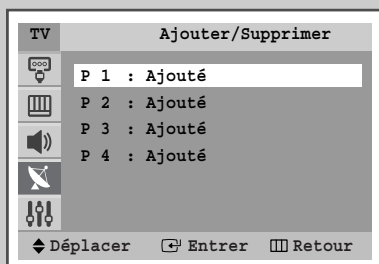 TV Ajouter/Supprimer
P 1 : Ajouté
P 2 : Ajouté
P 3 : Ajouté
P 4 : Ajouté
Déplacer Entrer Retour